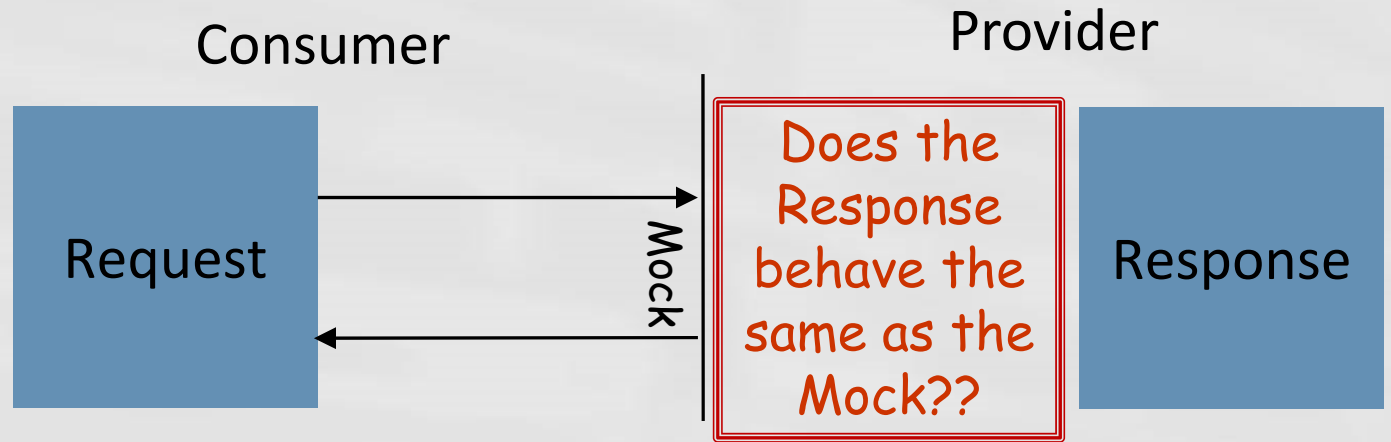 Consumer
Provider
Request
Mock
Does the
Response
behave the
same as the
Mock??
Response